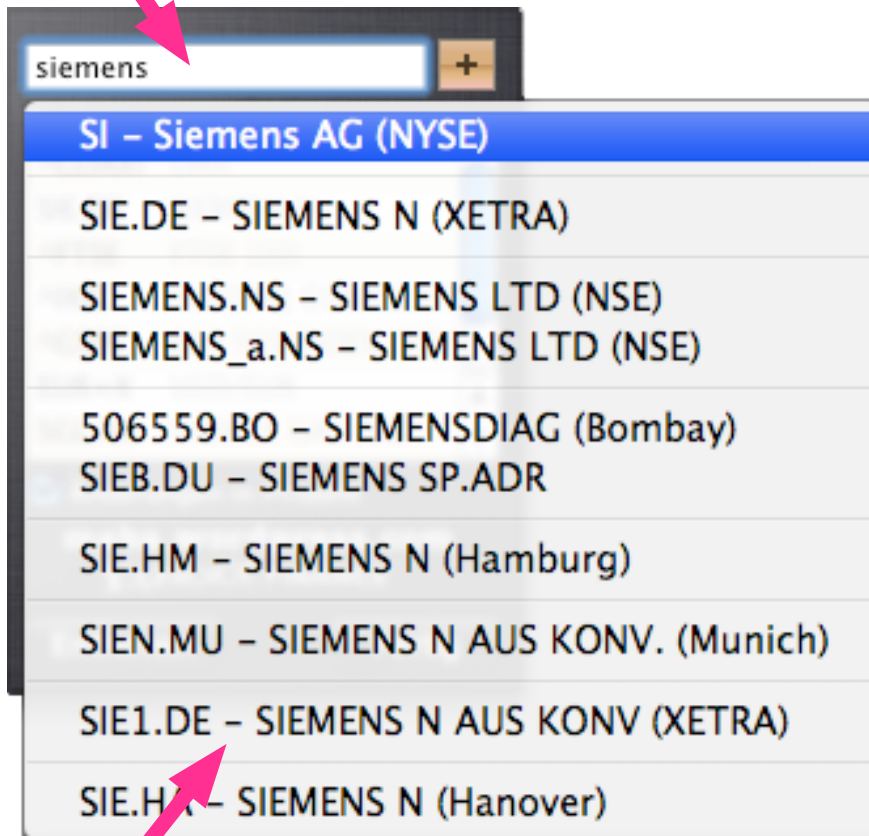 siemens
+
SI – Siemens AG (NYSE)
SIE.DE – SIEMENS N (XETRA)
SIEMENS.NS – SIEMENS LTD (NSE)
SIEMENS_a.NS – SIEMENS LTD (NSE)
506559.BO – SIEMENSDIAG (Bombay)
SIEB.DU – SIEMENS SP.ADR
SIE.HM – SIEMENS N (Hamburg)
SIEN.MU – SIEMENS N AUS KONV. (Munich)
SIE1.DE – SIEMENS N AUS KONV (XETRA)
SIE.HA – SIEMENS N (Hanover)